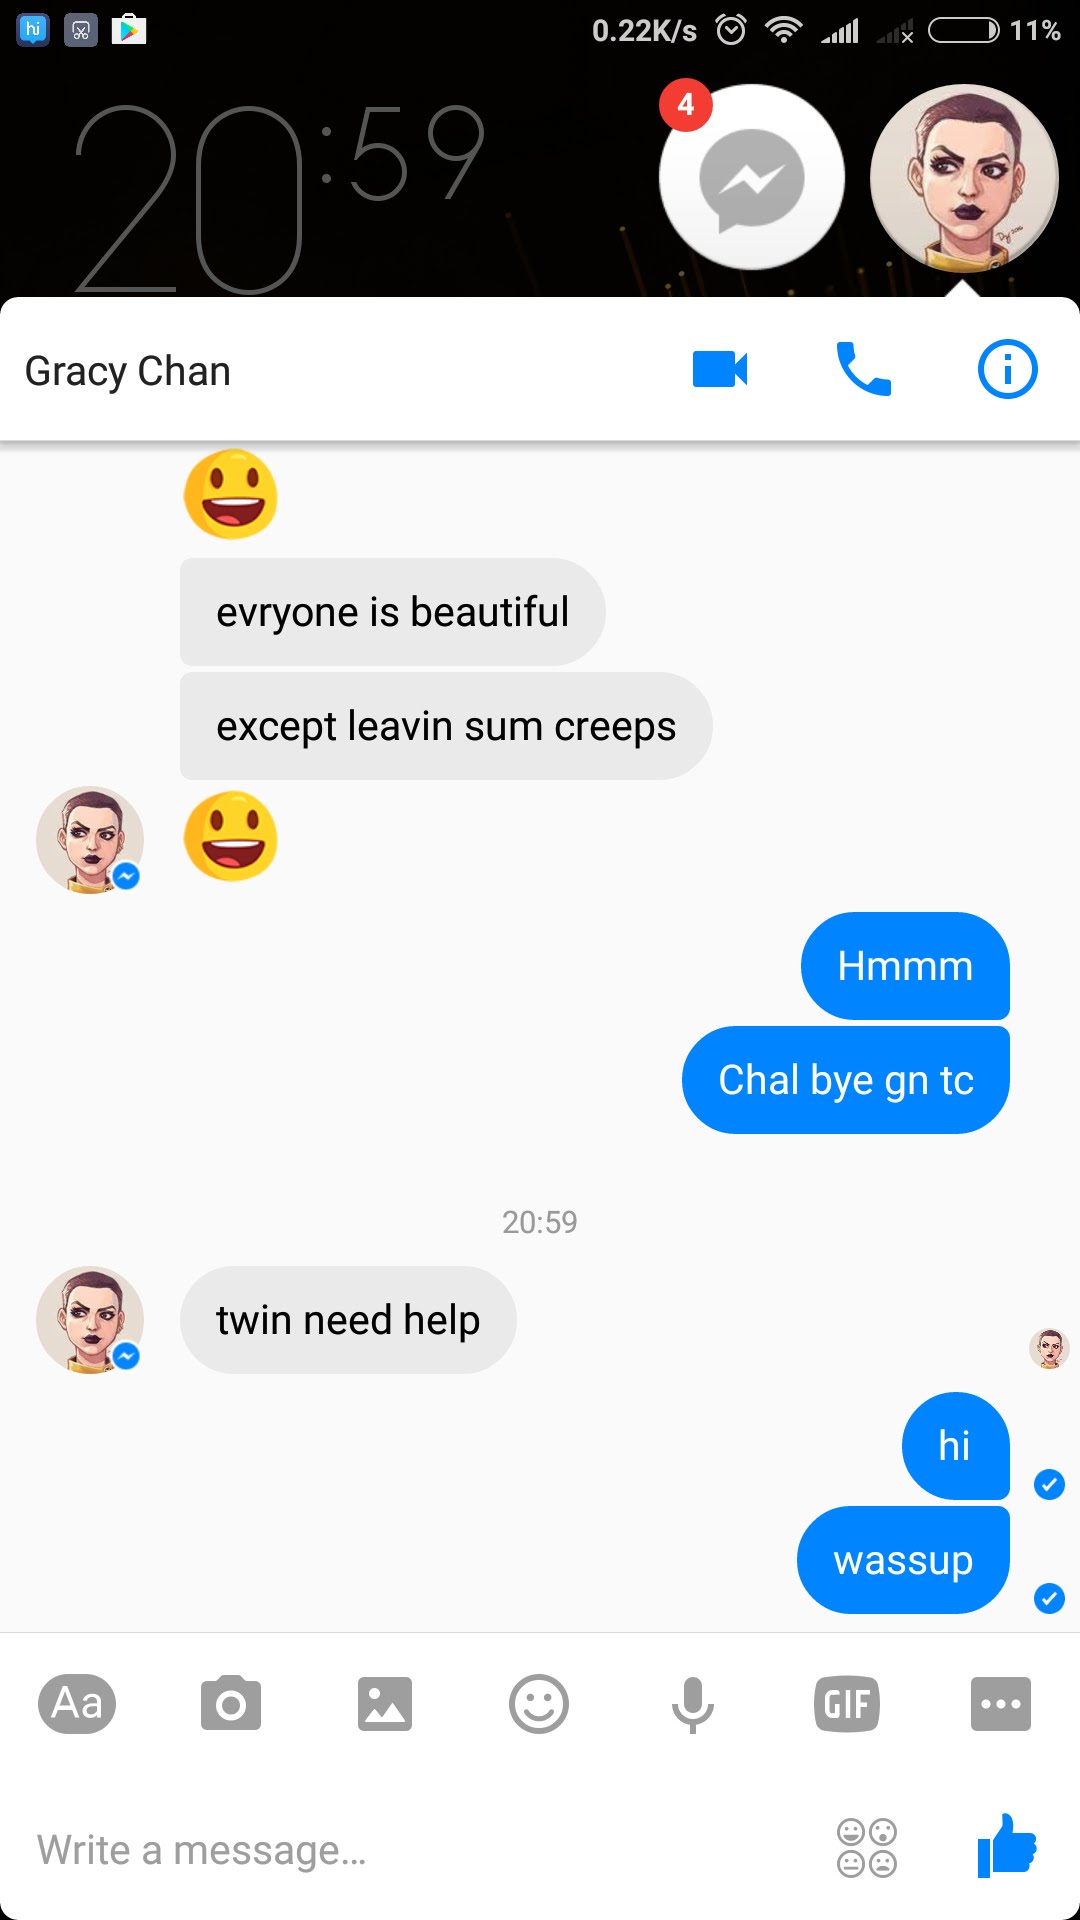 hi
0.22K/s
11%
20:59
4
Gracy Chan
evryone is beautiful
except leavin sum creeps
Hmmm
Chal bye gn tc
20:59
twin need help
hi
wassup
Aa
GIF
Write a message...